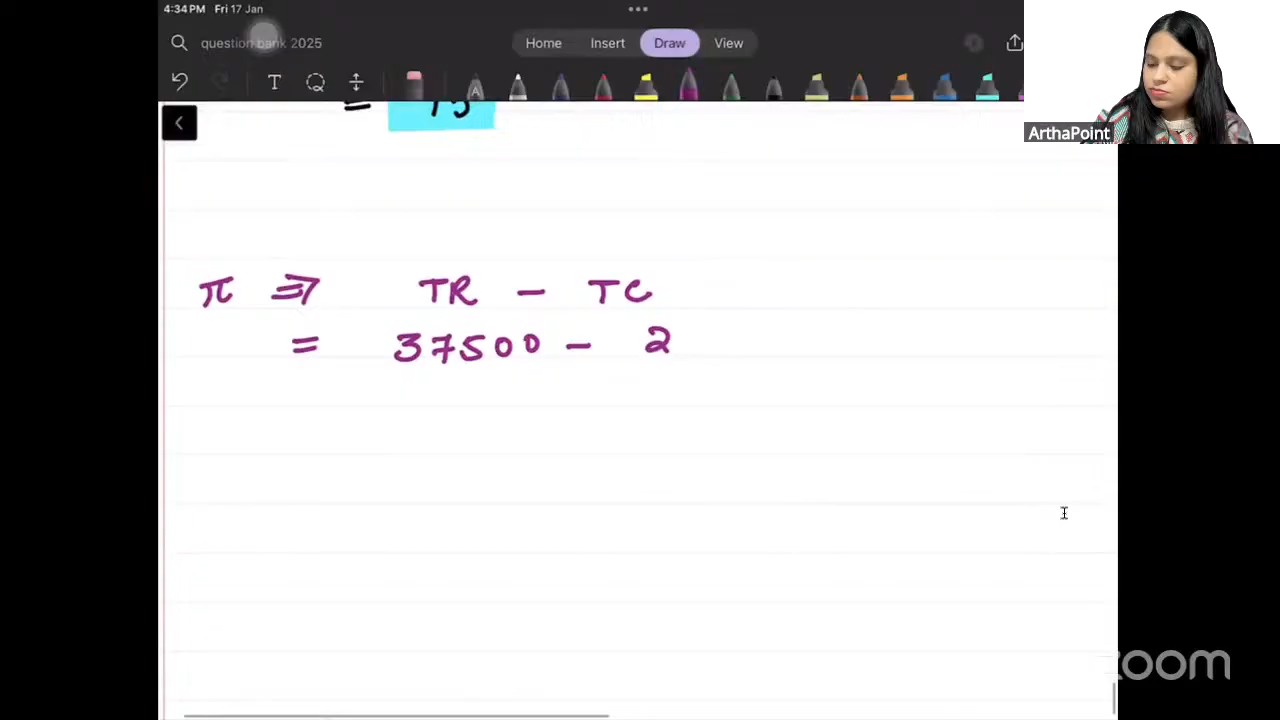 4:34 PM Fri 17 Jan
question bank 2025
Home Insert Draw View
T
A
ArthaPoint
=
π ⇒ TR - TC
= 37500 - 2
zoom